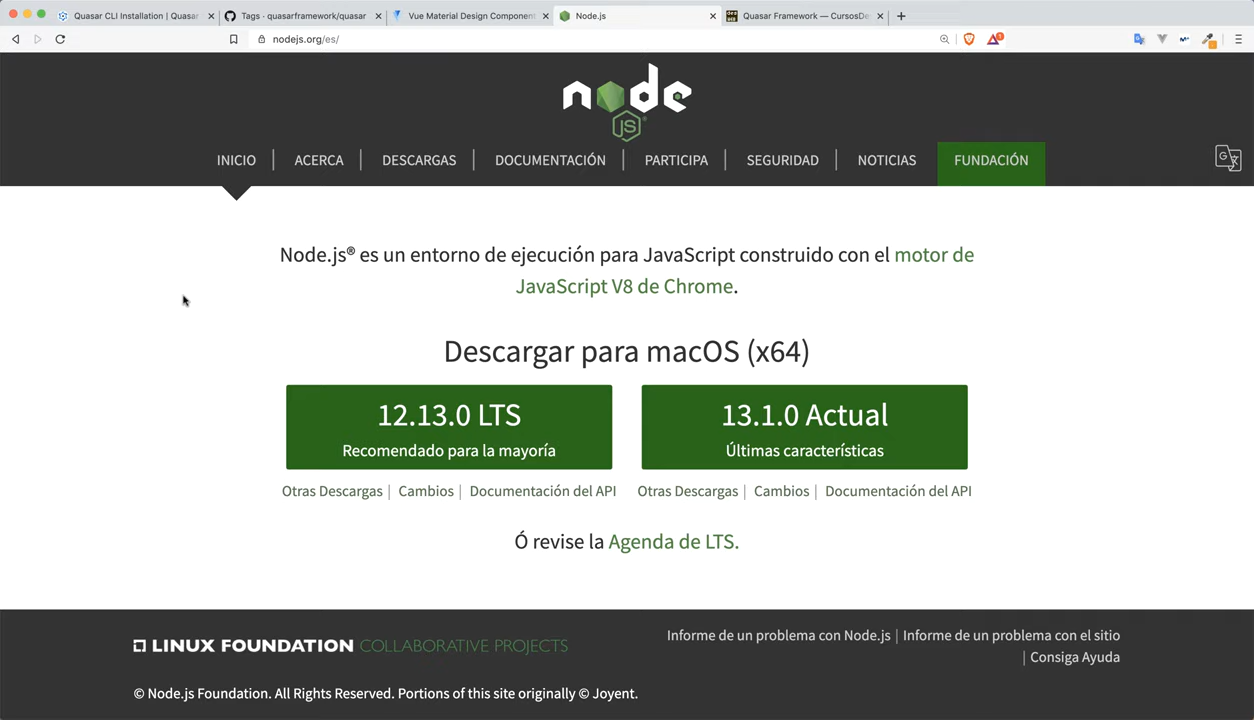 Quasar CLI Installation | Quasar
Tags · quasarframework/quasar
Vue Material Design Component
Node.js
Quasar Framework — CursosDe
nodejs.org/es/
node
JS
INICIO | ACERCA | DESCARGAS | DOCUMENTACIÓN | PARTICIPA | SEGURIDAD | NOTICIAS FUNDACIÓN
Node.js® es un entorno de ejecución para JavaScript construido con el motor de
JavaScript V8 de Chrome.
Descargar para macOS (x64)
12.13.0 LTS
Recomendado para la mayoría
13.1.0 Actual
Últimas características
Otras Descargas | Cambios | Documentación del API
Otras Descargas | Cambios | Documentación del API
Ó revise la Agenda de LTS.
LINUX FOUNDATION COLLABORATIVE PROJECTS
Informe de un problema con Node.js | Informe de un problema con el sitio
| Consiga Ayuda
© Node.js Foundation. All Rights Reserved. Portions of this site originally © Joyent.